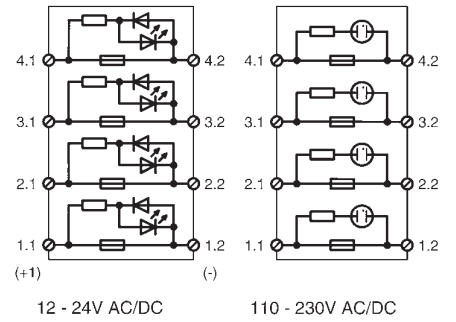 4.1 4.2 4.1 4.2
3.1 3.2 3.1 3.2
2.1 2.2 2.1 2.2
1.1 1.2 1.1 1.2
(+1) (-)
12 - 24V AC/DC 110 - 230V AC/DC